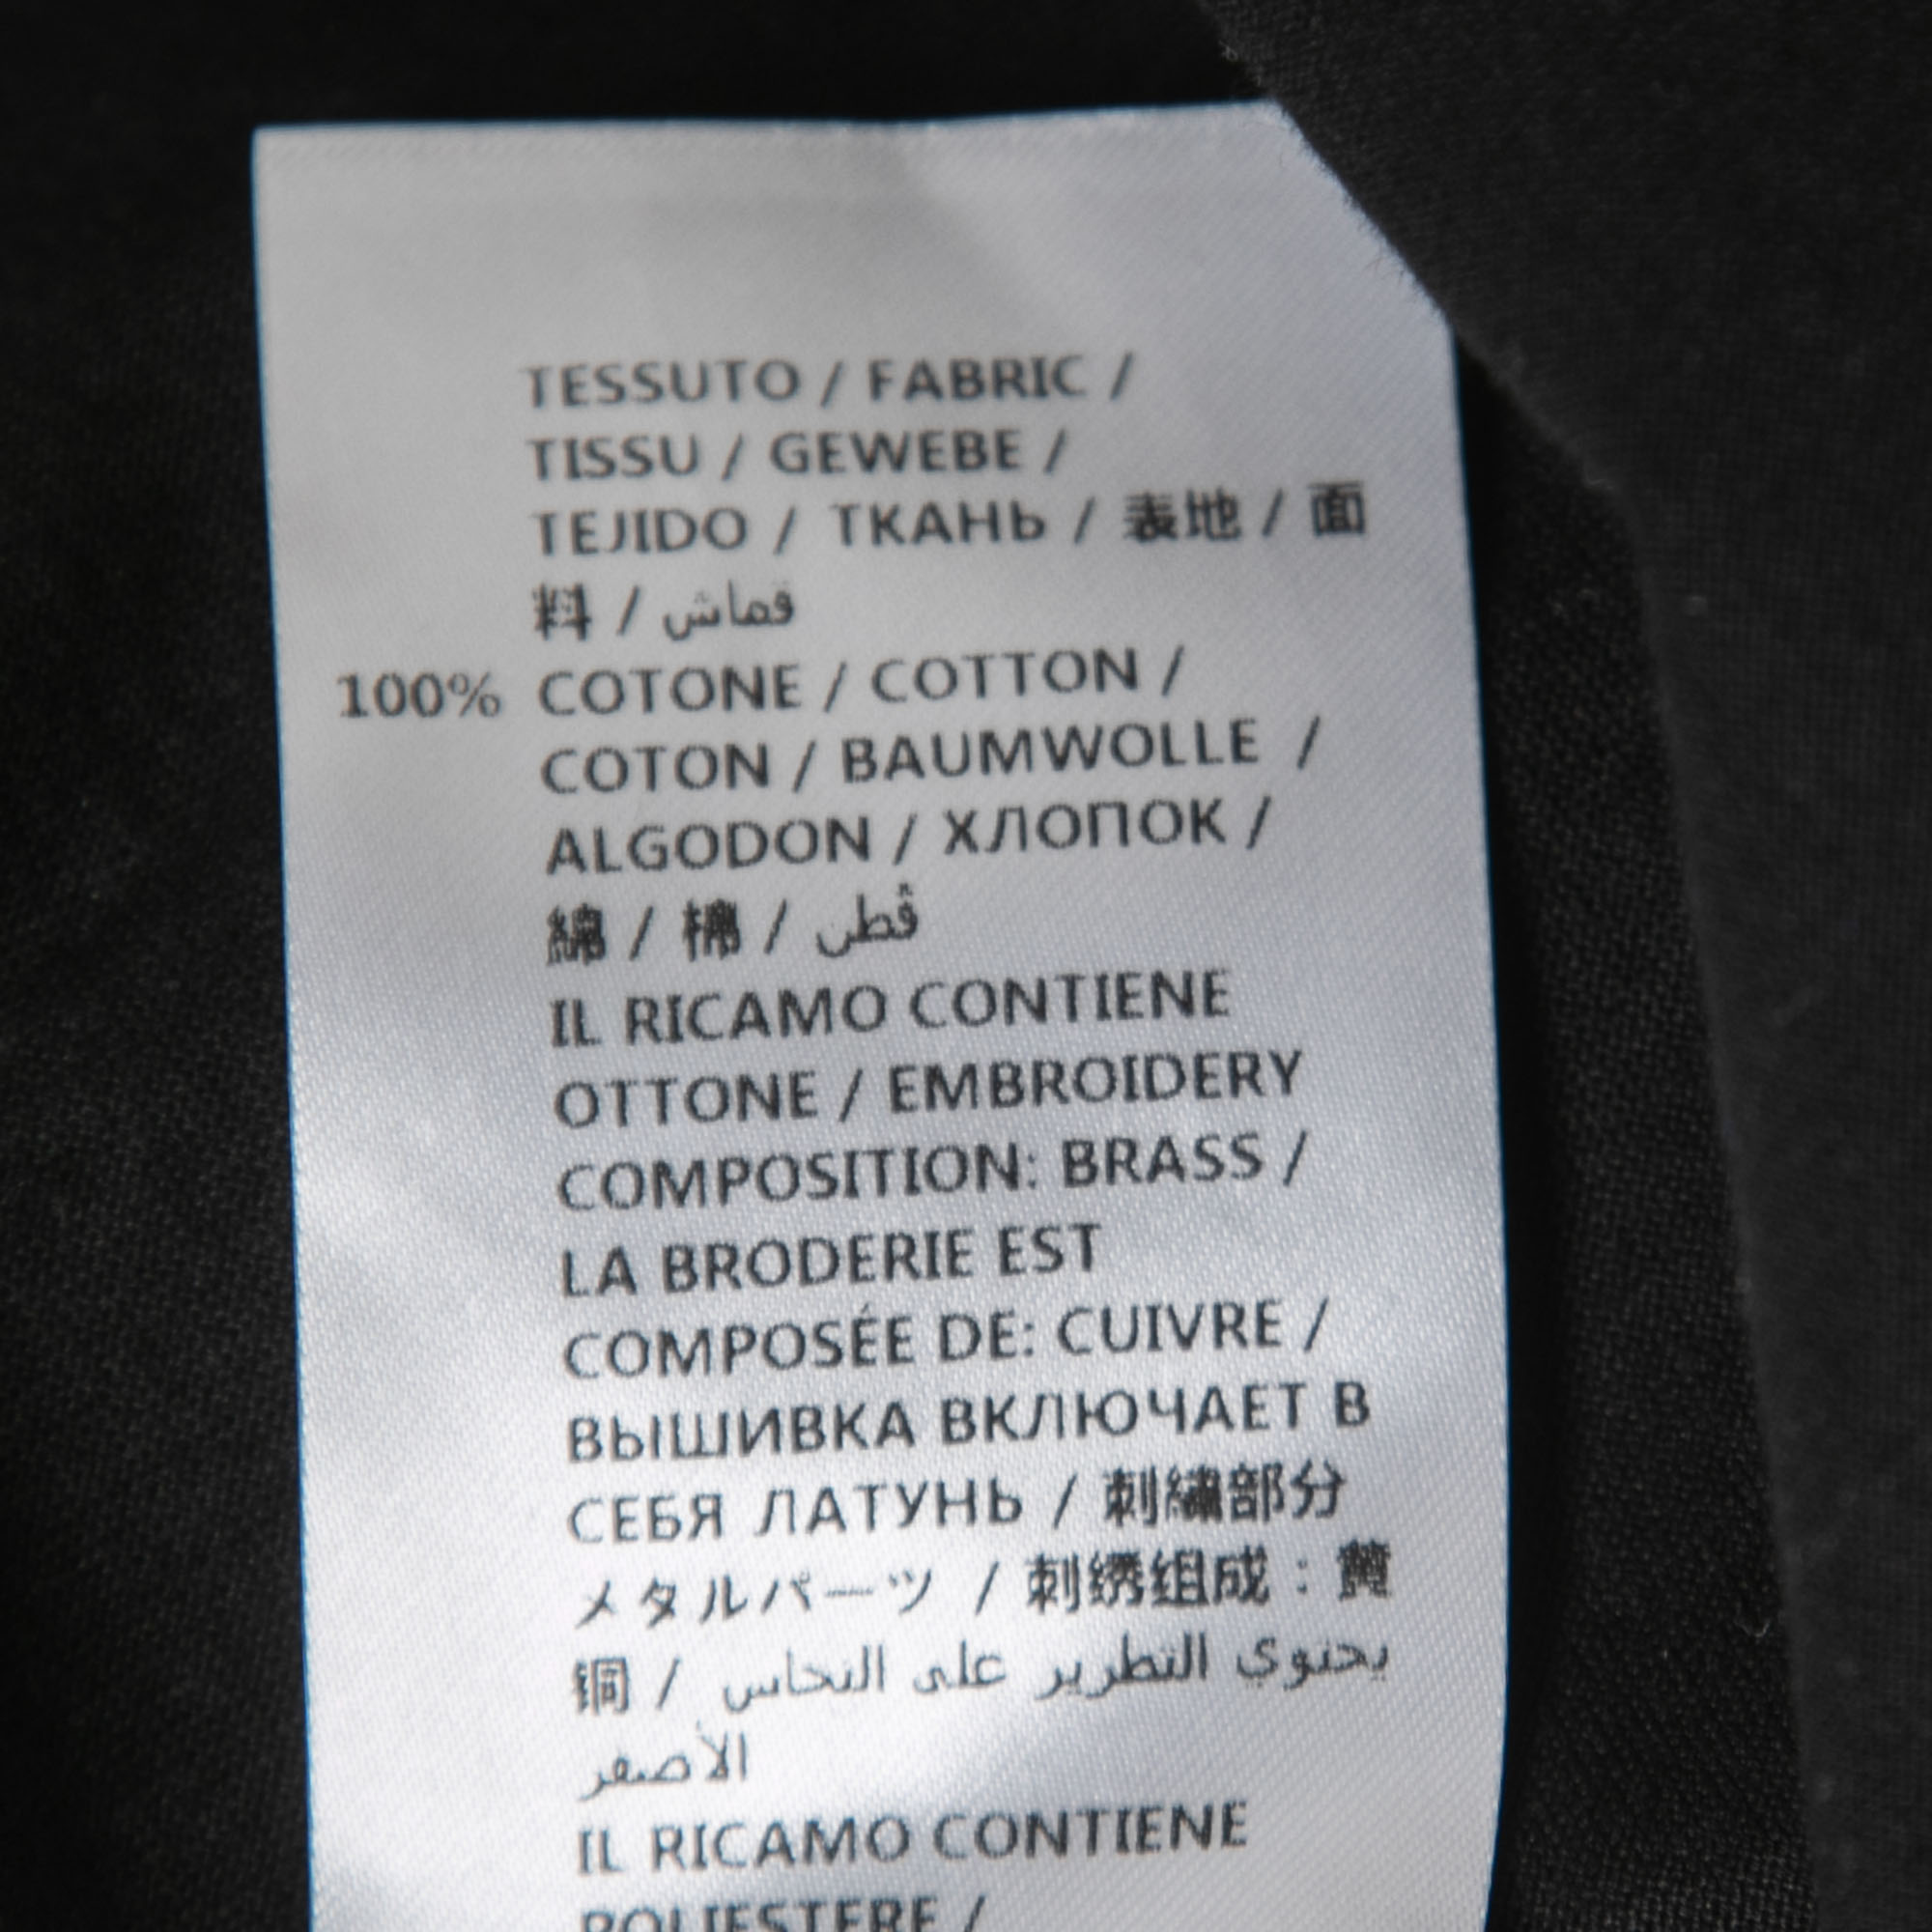 TESSUTO / FABRIC /
TISSU / GEWEBE /
TEJIDO / ТКАНЬ / 表地 / 面
料 / قماش
100% COTONE / COTTON /
COTON / BAUMWOLLE /
ALGODON / ХЛОПОК /
綿 / 棉 / قطن
IL RICAMO CONTIENE
OTTONE / EMBROIDERY
COMPOSITION: BRASS /
LA BRODERIE EST
COMPOSÉE DE: CUIVRE /
ВЫШИВКА ВКЛЮЧАЕТ В
СЕБЯ ЛАТУНЬ / 刺繍部分
メタルパーツ / 刺绣组成：黄
铜 / يحتوي التطريز على النحاس
الأصفر
IL RICAMO CONTIENE
POLIESTERE /